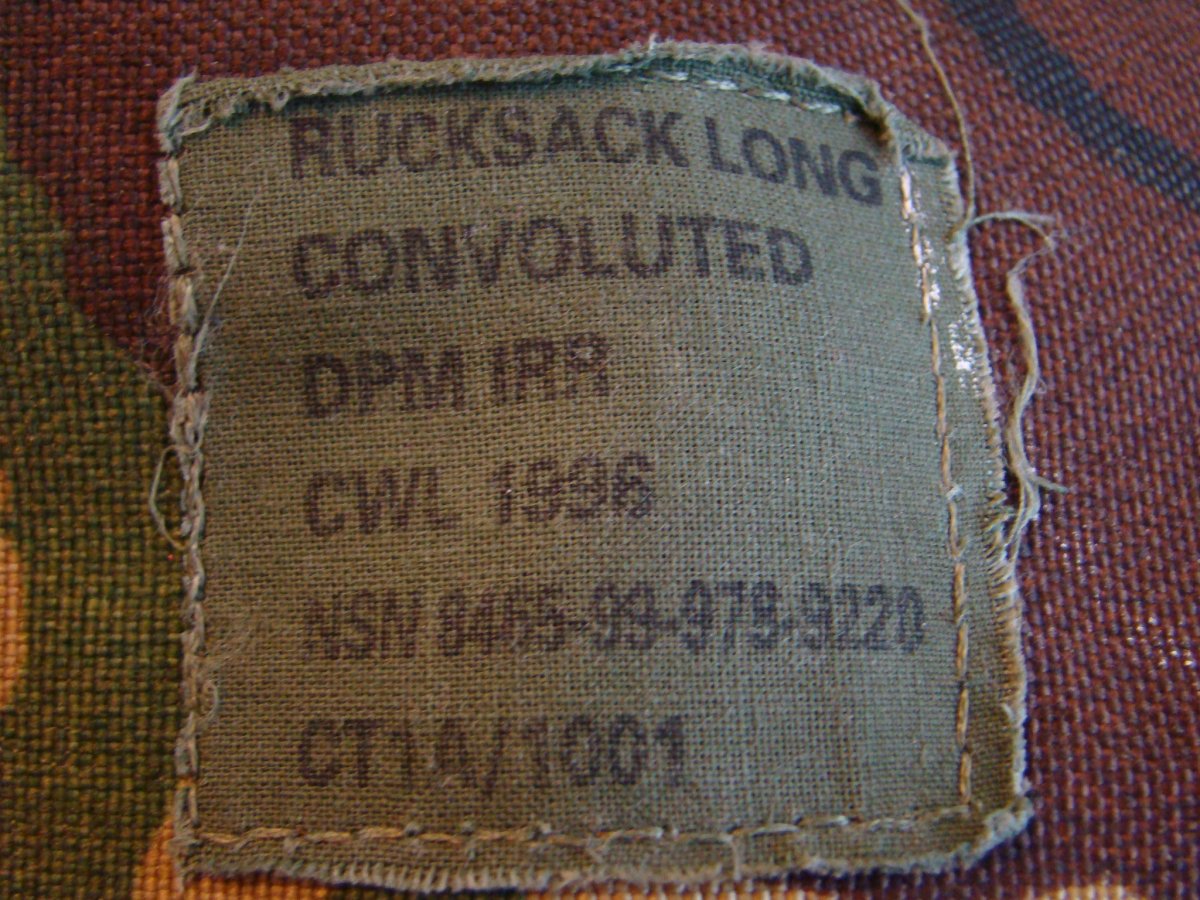 RUCKSACK LONG
CONVOLUTED
DPM IRR
CWL 1996
NSN 8465-99-978-9220
CT1A/1001